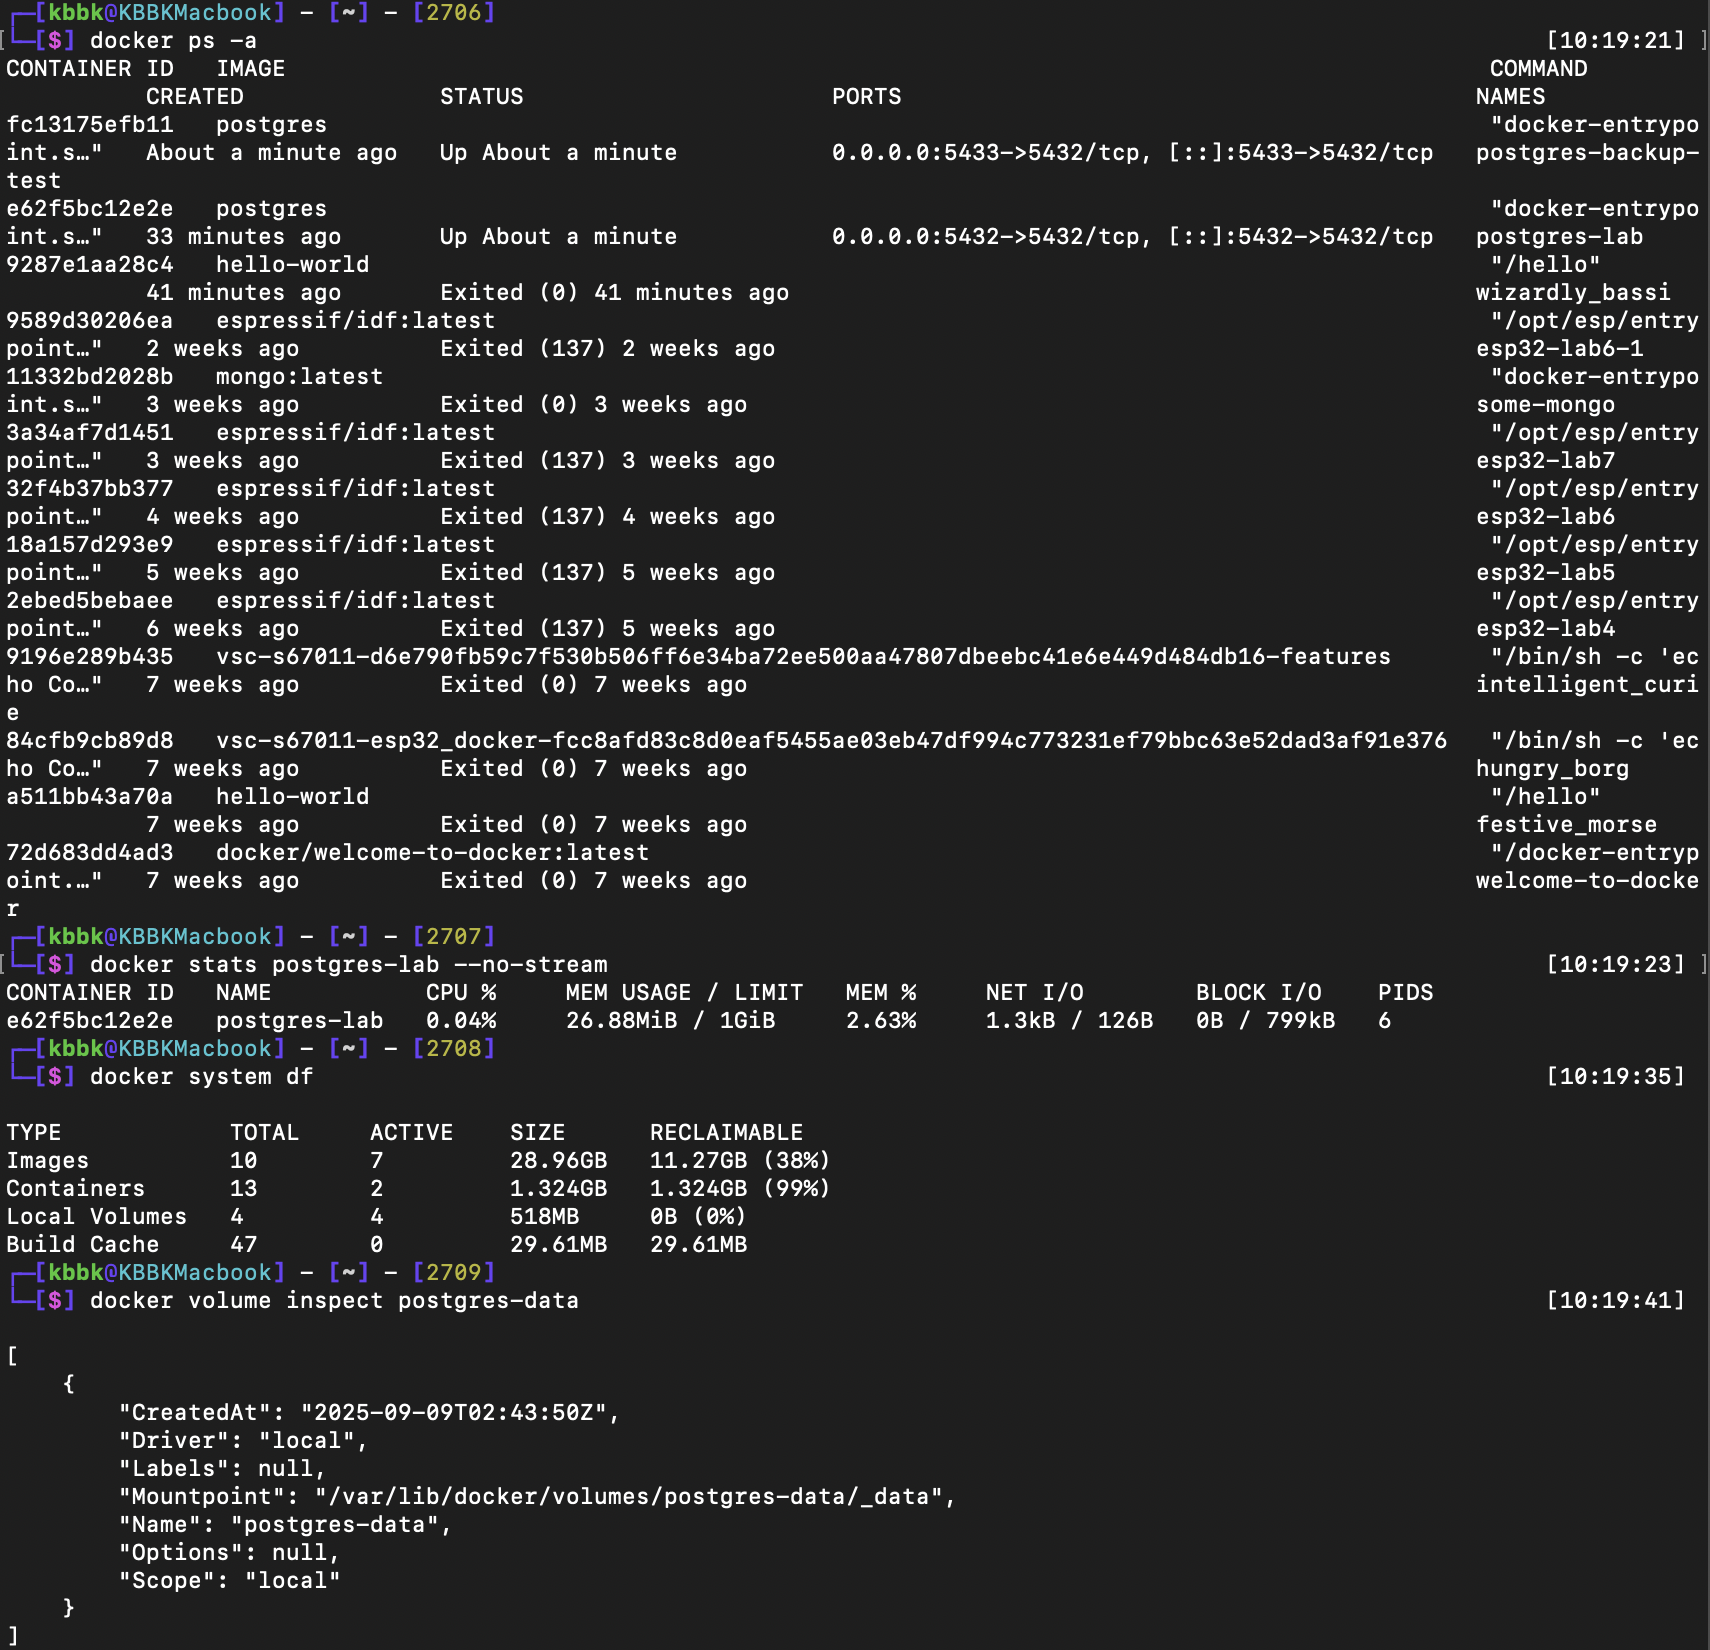 ┌─[kbbk@KBBKMacbook] - [~] - [2706]
└─[$] docker ps -a [10:19:21]
CONTAINER ID   IMAGE   COMMAND
CREATED   STATUS   PORTS   NAMES
fc13175efb11   postgres   "docker-entrypo
int.s…"   About a minute ago   Up About a minute   0.0.0.0:5433->5432/tcp, [::]:5433->5432/tcp   postgres-backup-
test
e62f5bc12e2e   postgres   "docker-entrypo
int.s…"   33 minutes ago   Up About a minute   0.0.0.0:5432->5432/tcp, [::]:5432->5432/tcp   postgres-lab
9287e1aa28c4   hello-world   "/hello"
41 minutes ago   Exited (0) 41 minutes ago   wizardly_bassi
9589d30206ea   espressif/idf:latest   "/opt/esp/entry
point…"   2 weeks ago   Exited (137) 2 weeks ago   esp32-lab6-1
11332bd2028b   mongo:latest   "docker-entrypo
int.s…"   3 weeks ago   Exited (0) 3 weeks ago   some-mongo
3a34af7d1451   espressif/idf:latest   "/opt/esp/entry
point…"   3 weeks ago   Exited (137) 3 weeks ago   esp32-lab7
32f4b37bb377   espressif/idf:latest   "/opt/esp/entry
point…"   4 weeks ago   Exited (137) 4 weeks ago   esp32-lab6
18a157d293e9   espressif/idf:latest   "/opt/esp/entry
point…"   5 weeks ago   Exited (137) 5 weeks ago   esp32-lab5
2ebed5bebaee   espressif/idf:latest   "/opt/esp/entry
point…"   6 weeks ago   Exited (137) 5 weeks ago   esp32-lab4
9196e289b435   vsc-s67011-d6e790fb59c7f530b506ff6e34ba72ee500aa47807dbeebc41e6e449d484db16-features   "/bin/sh -c 'ec
ho Co…"   7 weeks ago   Exited (0) 7 weeks ago   intelligent_curi
e
84cfb9cb89d8   vsc-s67011-esp32_docker-fcc8afd83c8d0eaf5455ae03eb47df994c773231ef79bbc63e52dad3af91e376   "/bin/sh -c 'ec
ho Co…"   7 weeks ago   Exited (0) 7 weeks ago   hungry_borg
a511bb43a70a   hello-world   "/hello"
7 weeks ago   Exited (0) 7 weeks ago   festive_morse
72d683dd4ad3   docker/welcome-to-docker:latest   "/docker-entryp
oint.…"   7 weeks ago   Exited (0) 7 weeks ago   welcome-to-docke
r
┌─[kbbk@KBBKMacbook] - [~] - [2707]
└─[$] docker stats postgres-lab --no-stream [10:19:23]
CONTAINER ID   NAME   CPU %   MEM USAGE / LIMIT   MEM %   NET I/O   BLOCK I/O   PIDS
e62f5bc12e2e   postgres-lab   0.04%   26.88MiB / 1GiB   2.63%   1.3kB / 126B   0B / 799kB   6
┌─[kbbk@KBBKMacbook] - [~] - [2708]
└─[$] docker system df [10:19:35]
TYPE   TOTAL   ACTIVE   SIZE   RECLAIMABLE
Images   10   7   28.96GB   11.27GB (38%)
Containers   13   2   1.324GB   1.324GB (99%)
Local Volumes   4   4   518MB   0B (0%)
Build Cache   47   0   29.61MB   29.61MB
┌─[kbbk@KBBKMacbook] - [~] - [2709]
└─[$] docker volume inspect postgres-data [10:19:41]
[
    {
        "CreatedAt": "2025-09-09T02:43:50Z",
        "Driver": "local",
        "Labels": null,
        "Mountpoint": "/var/lib/docker/volumes/postgres-data/_data",
        "Name": "postgres-data",
        "Options": null,
        "Scope": "local"
    }
]